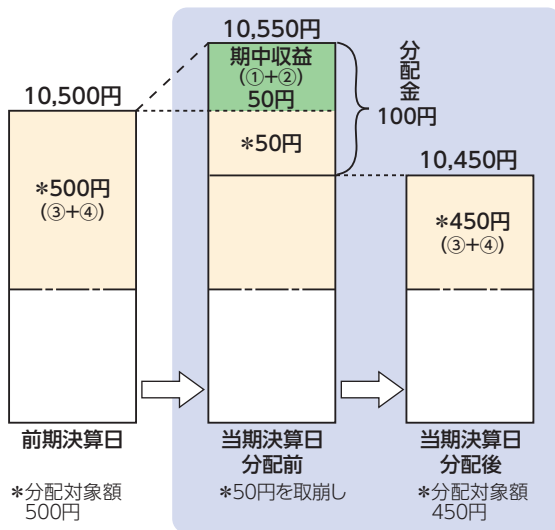 10,500円
*500円
(③+④)
前期決算日
*分配対象額
500円
10,550円
期中収益
(①+②)
50円
*50円
分配金
100円
当期決算日
分配前
*50円を取崩し
10,450円
*450円
(③+④)
当期決算日
分配後
*分配対象額
450円